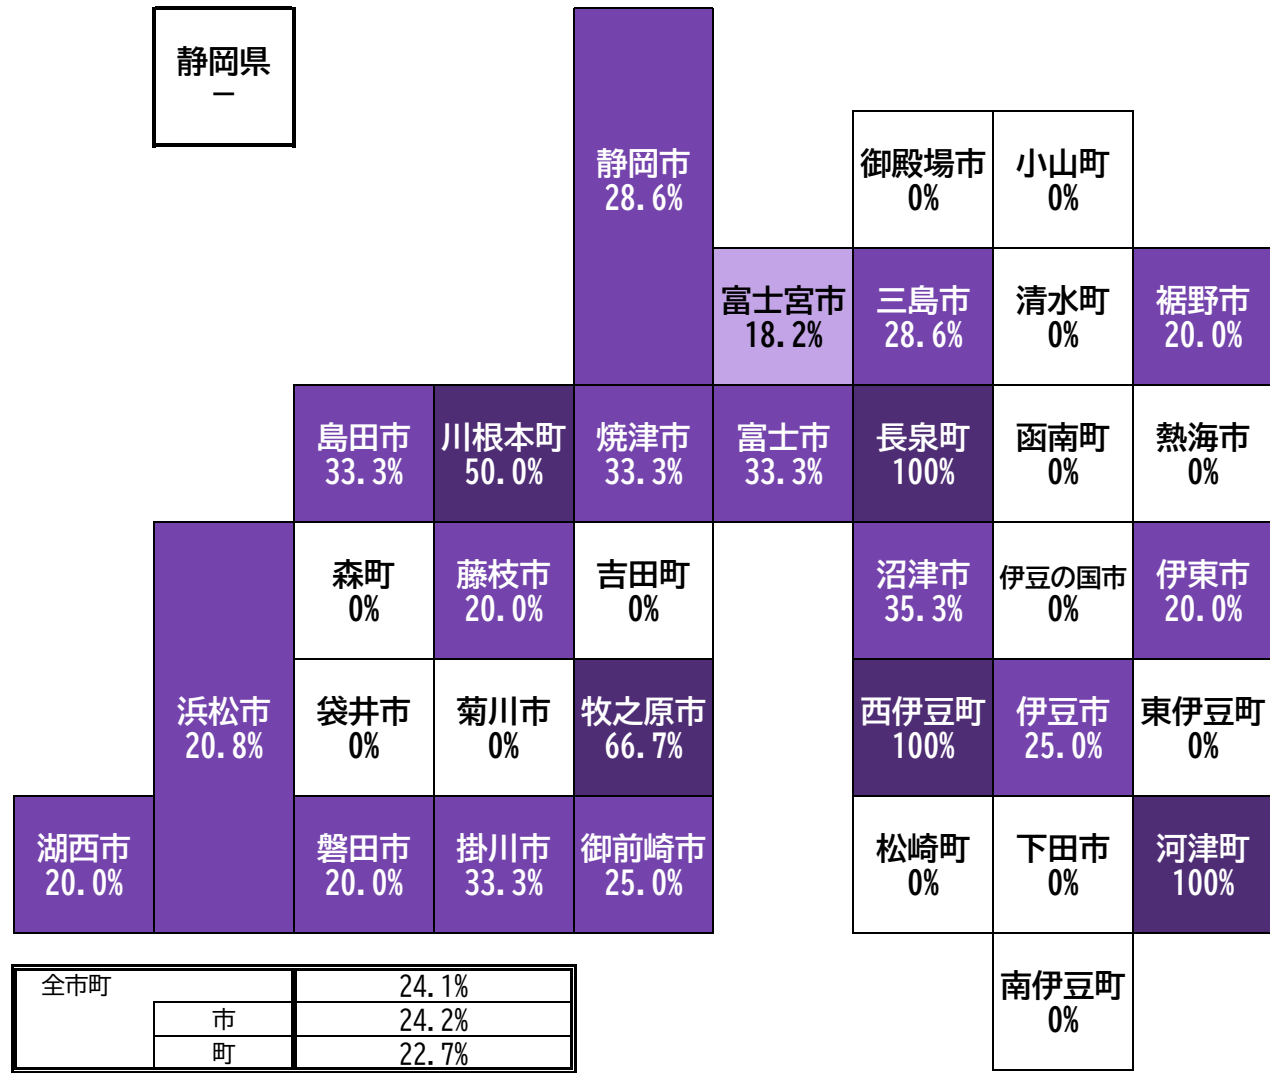 静岡県
－
静岡市
28.6%
御殿場市
0%
小山町
0%
富士宮市
18.2%
三島市
28.6%
清水町
0%
裾野市
20.0%
島田市
33.3%
川根本町
50.0%
焼津市
33.3%
富士市
33.3%
長泉町
100%
函南町
0%
熱海市
0%
浜松市
20.8%
森町
0%
藤枝市
20.0%
吉田町
0%
沼津市
35.3%
伊豆の国市
0%
伊東市
20.0%
袋井市
0%
菊川市
0%
牧之原市
66.7%
西伊豆町
100%
伊豆市
25.0%
東伊豆町
0%
湖西市
20.0%
磐田市
20.0%
掛川市
33.3%
御前崎市
25.0%
松崎町
0%
下田市
0%
河津町
100%
南伊豆町
0%
全市町 24.1%
市 24.2%
町 22.7%